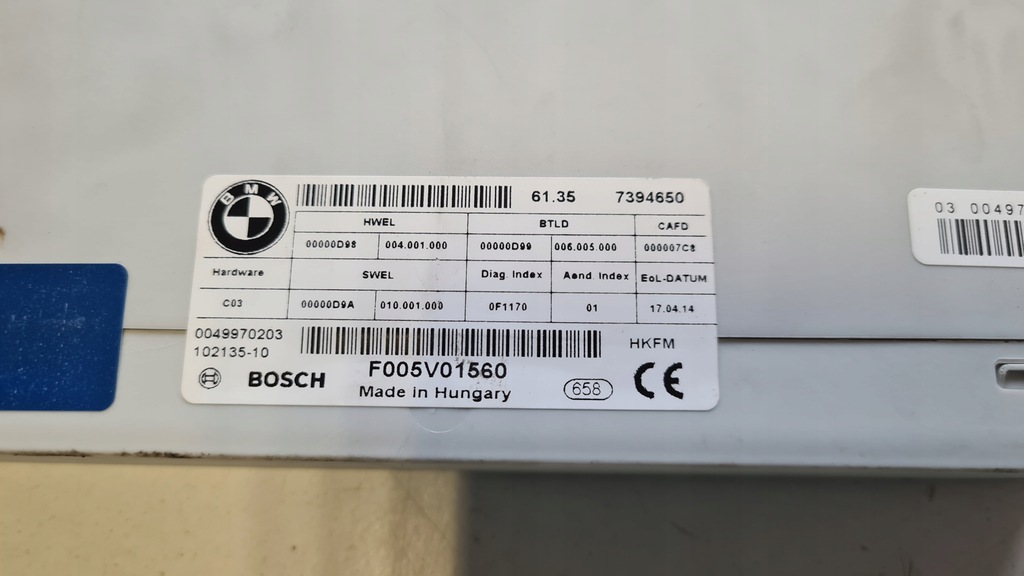 BMW 61.35 7394650
HWEL BTLD CAFD
00000D98 004.001.000 00000D99 006.005.000 000007C8
Hardware SWEL Diag. Index Aend. Index EoL-DATUM
C03 00000D9A 010.001.000 0F1170 01 17.04.14
0049970203
102135-10
HKFM
BOSCH F005V01560
Made in Hungary 658 CE
03 00497